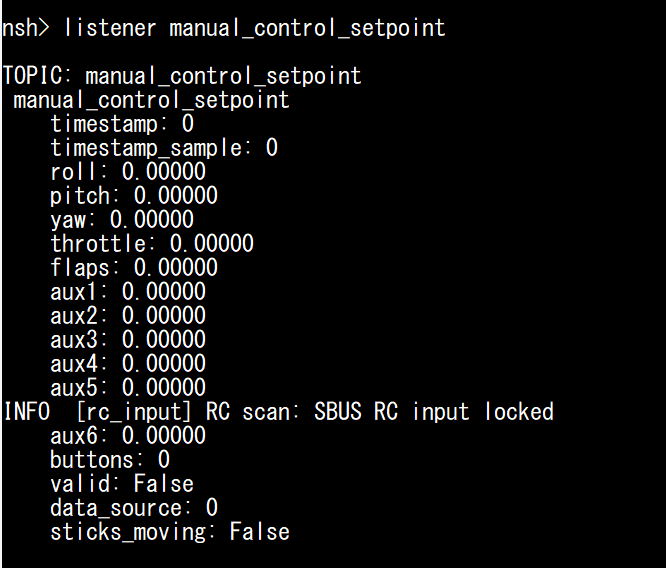 nsh> listener manual_control_setpoint
TOPIC: manual_control_setpoint
manual_control_setpoint
timestamp: 0
timestamp_sample: 0
roll: 0.00000
pitch: 0.00000
yaw: 0.00000
throttle: 0.00000
flaps: 0.00000
aux1: 0.00000
aux2: 0.00000
aux3: 0.00000
aux4: 0.00000
aux5: 0.00000
INFO  [rc_input] RC scan: SBUS RC input locked
aux6: 0.00000
buttons: 0
valid: False
data_source: 0
sticks_moving: False